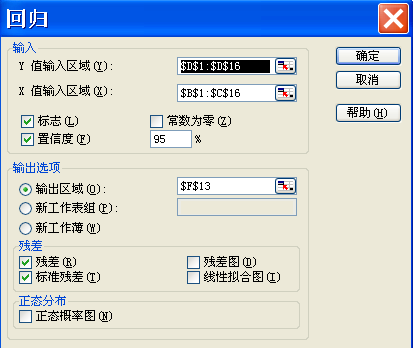 回归
输入
Y 值输入区域(Y): $D$1:$D$16
X 值输入区域(X): $B$1:$C$16
标志(L) 常数为零(Z)
置信度(F) 95 %
确定
取消
帮助(H)
输出选项
输出区域(O): $F$13
新工作表组(P):
新工作薄(W)
残差
残差(R) 残差图(D)
标准残差(T) 线性拟合图(I)
正态分布
正态概率图(N)